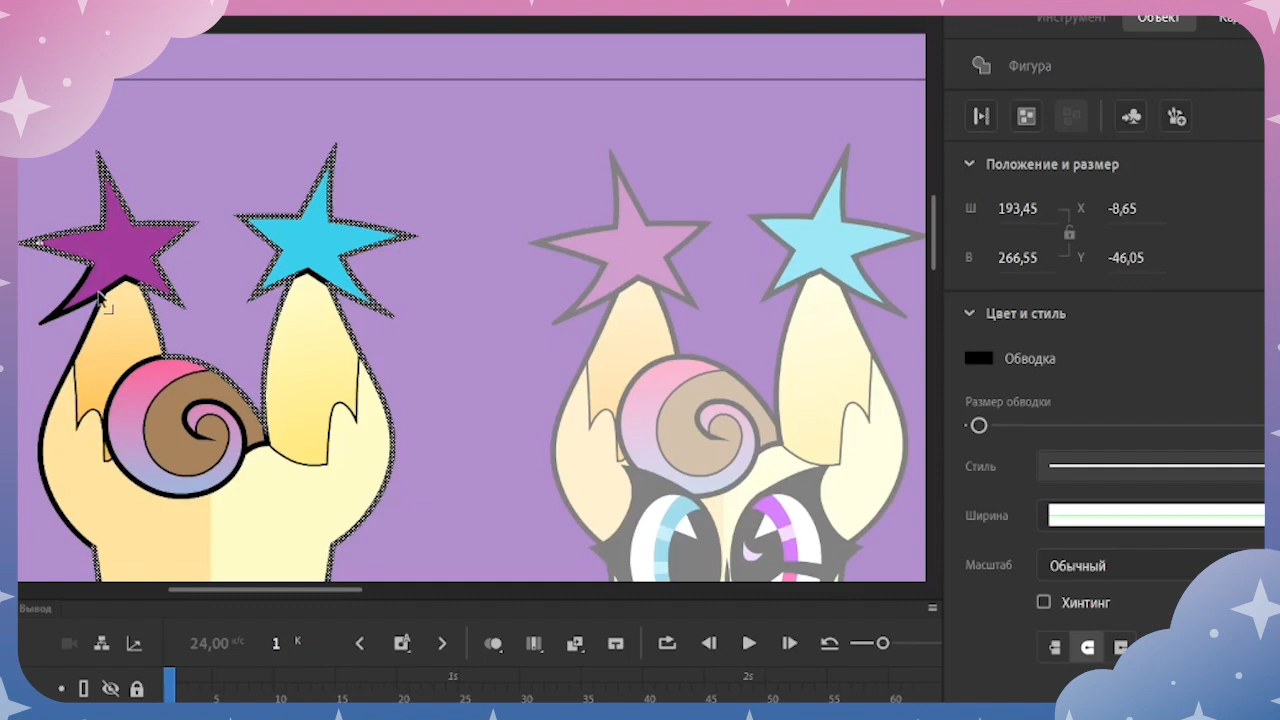 Инструмент
Объект
Фигура
Положение и размер
Ш 193,45 X -8,65
В 266,55 Y -46,05
Цвет и стиль
Обводка
Размер обводки
Стиль
Ширина
Масштаб Обычный
Хинтинг
Вывод
24,00 к/с 1 К
1s 2s
5 10 15 20 25 30 35 40 45 50 55 60